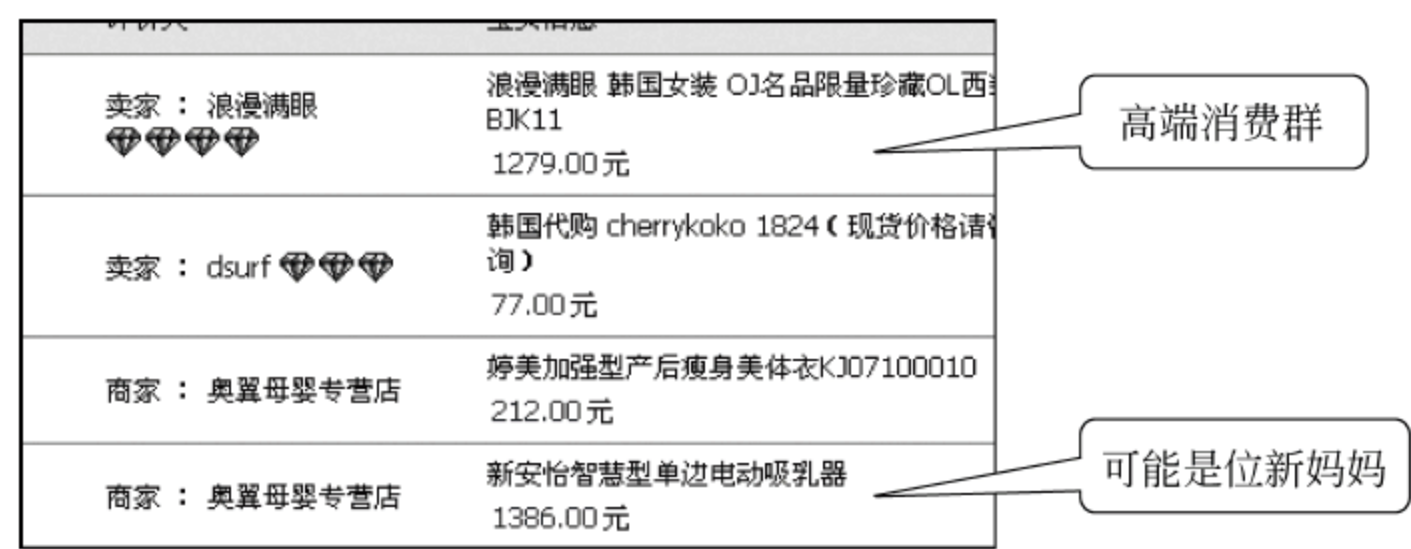 卖家 : 浪漫满眼
浪漫满眼 韩国女装 OJ名品限量珍藏OL西
BJK11
1279.00元
高端消费群
卖家 : dsurf
韩国代购 cherrykoko 1824(现货价格请
询)
77.00元
商家 : 奥翼母婴专营店
婷美加强型产后瘦身美体衣KJ07100010
212.00元
商家 : 奥翼母婴专营店
新安怡智慧型单边电动吸乳器
1386.00元
可能是位新妈妈